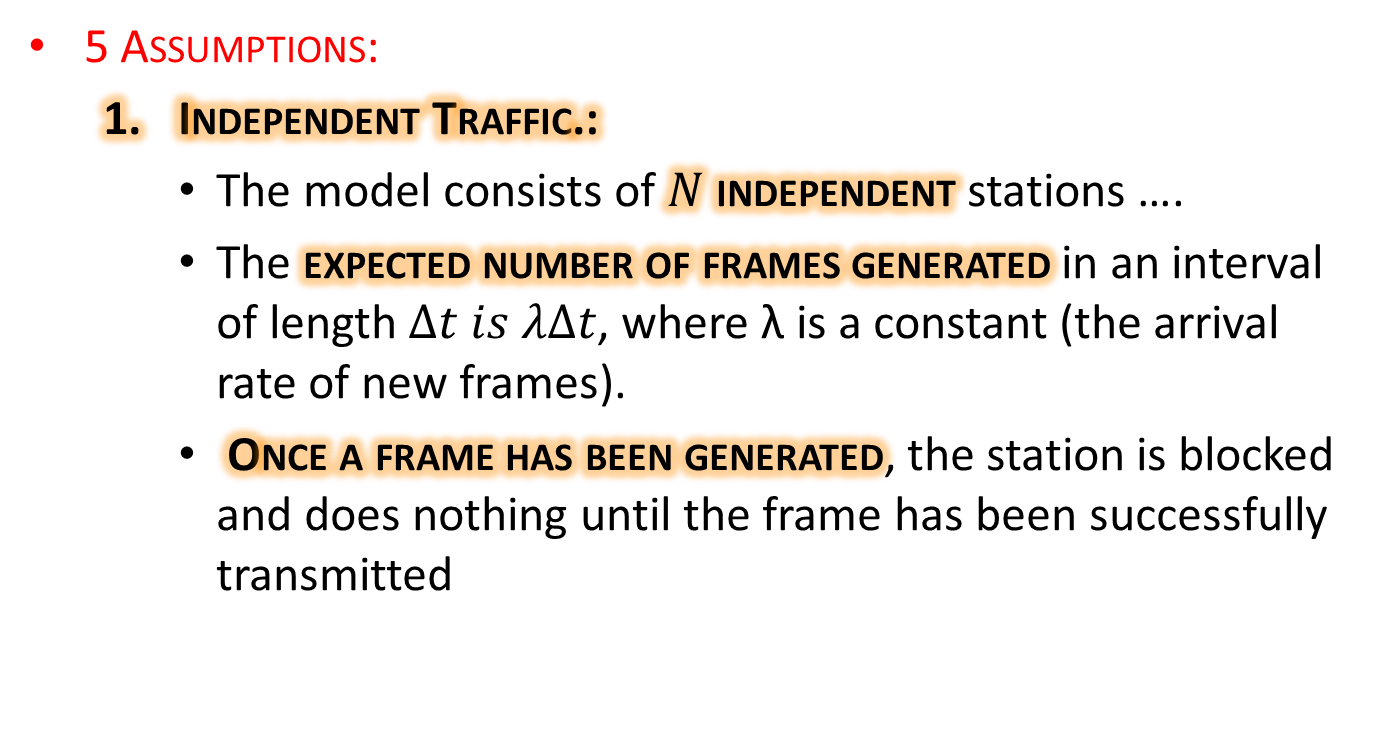 • 5 ASSUMPTIONS:
1. INDEPENDENT TRAFFIC.:
• The model consists of N INDEPENDENT stations ....
• The EXPECTED NUMBER OF FRAMES GENERATED in an interval
of length Δt is λΔt, where λ is a constant (the arrival
rate of new frames).
• ONCE A FRAME HAS BEEN GENERATED, the station is blocked
and does nothing until the frame has been successfully
transmitted